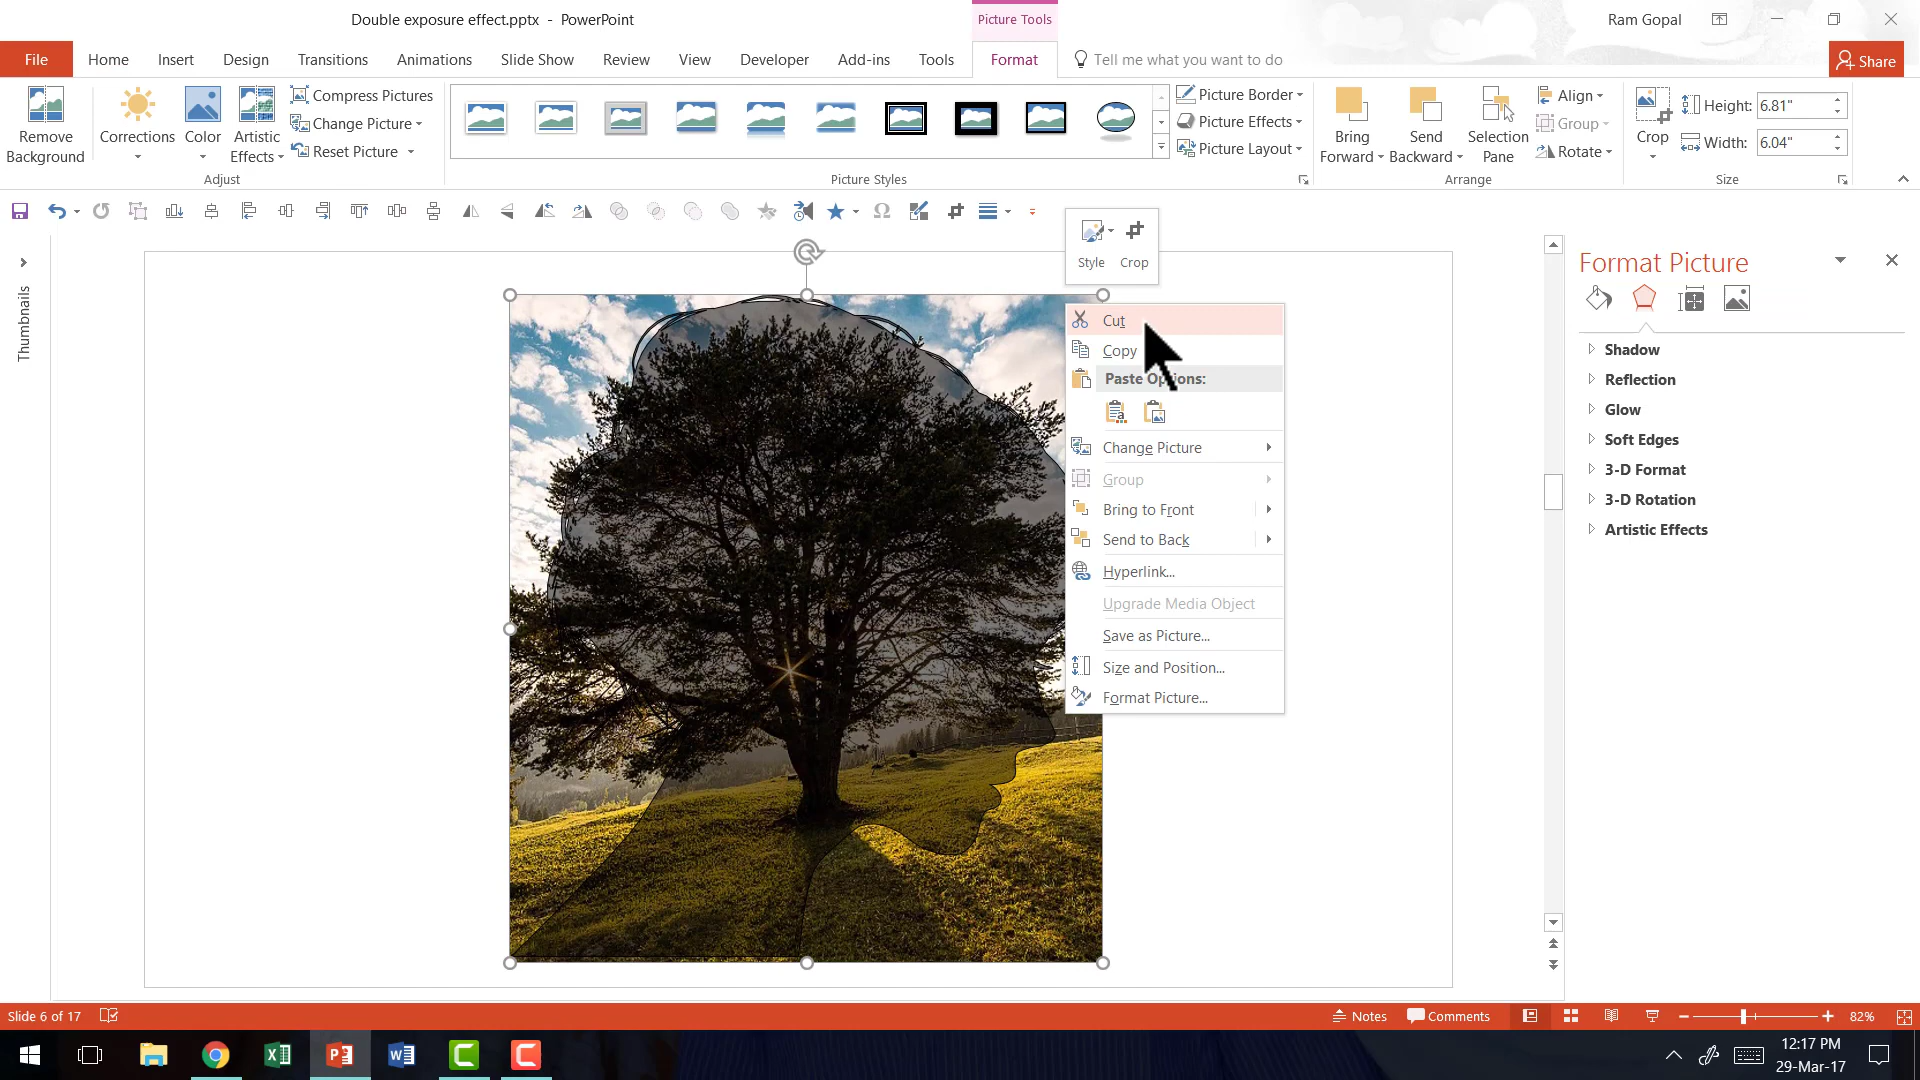 Double exposure effect.pptx - PowerPoint
Picture Tools
Ram Gopal
File Home Insert Design Transitions Animations Slide Show Review View Developer Add-ins Tools Format Tell me what you want to do Share
Remove Background
Corrections
Color
Artistic Effects
Compress Pictures
Change Picture
Reset Picture
Adjust
Picture Styles
Picture Border
Picture Effects
Picture Layout
Bring Forward
Send Backward
Selection Pane
Align
Group
Rotate
Arrange
Crop
Height: 6.81"
Width: 6.04"
Size
Style Crop
Thumbnails
Cut
Copy
Paste Options:
Change Picture
Group
Bring to Front
Send to Back
Hyperlink...
Upgrade Media Object
Save as Picture...
Size and Position...
Format Picture...
Format Picture
Shadow
Reflection
Glow
Soft Edges
3-D Format
3-D Rotation
Artistic Effects
Slide 6 of 17
Notes Comments 82%
12:17 PM
29-Mar-17